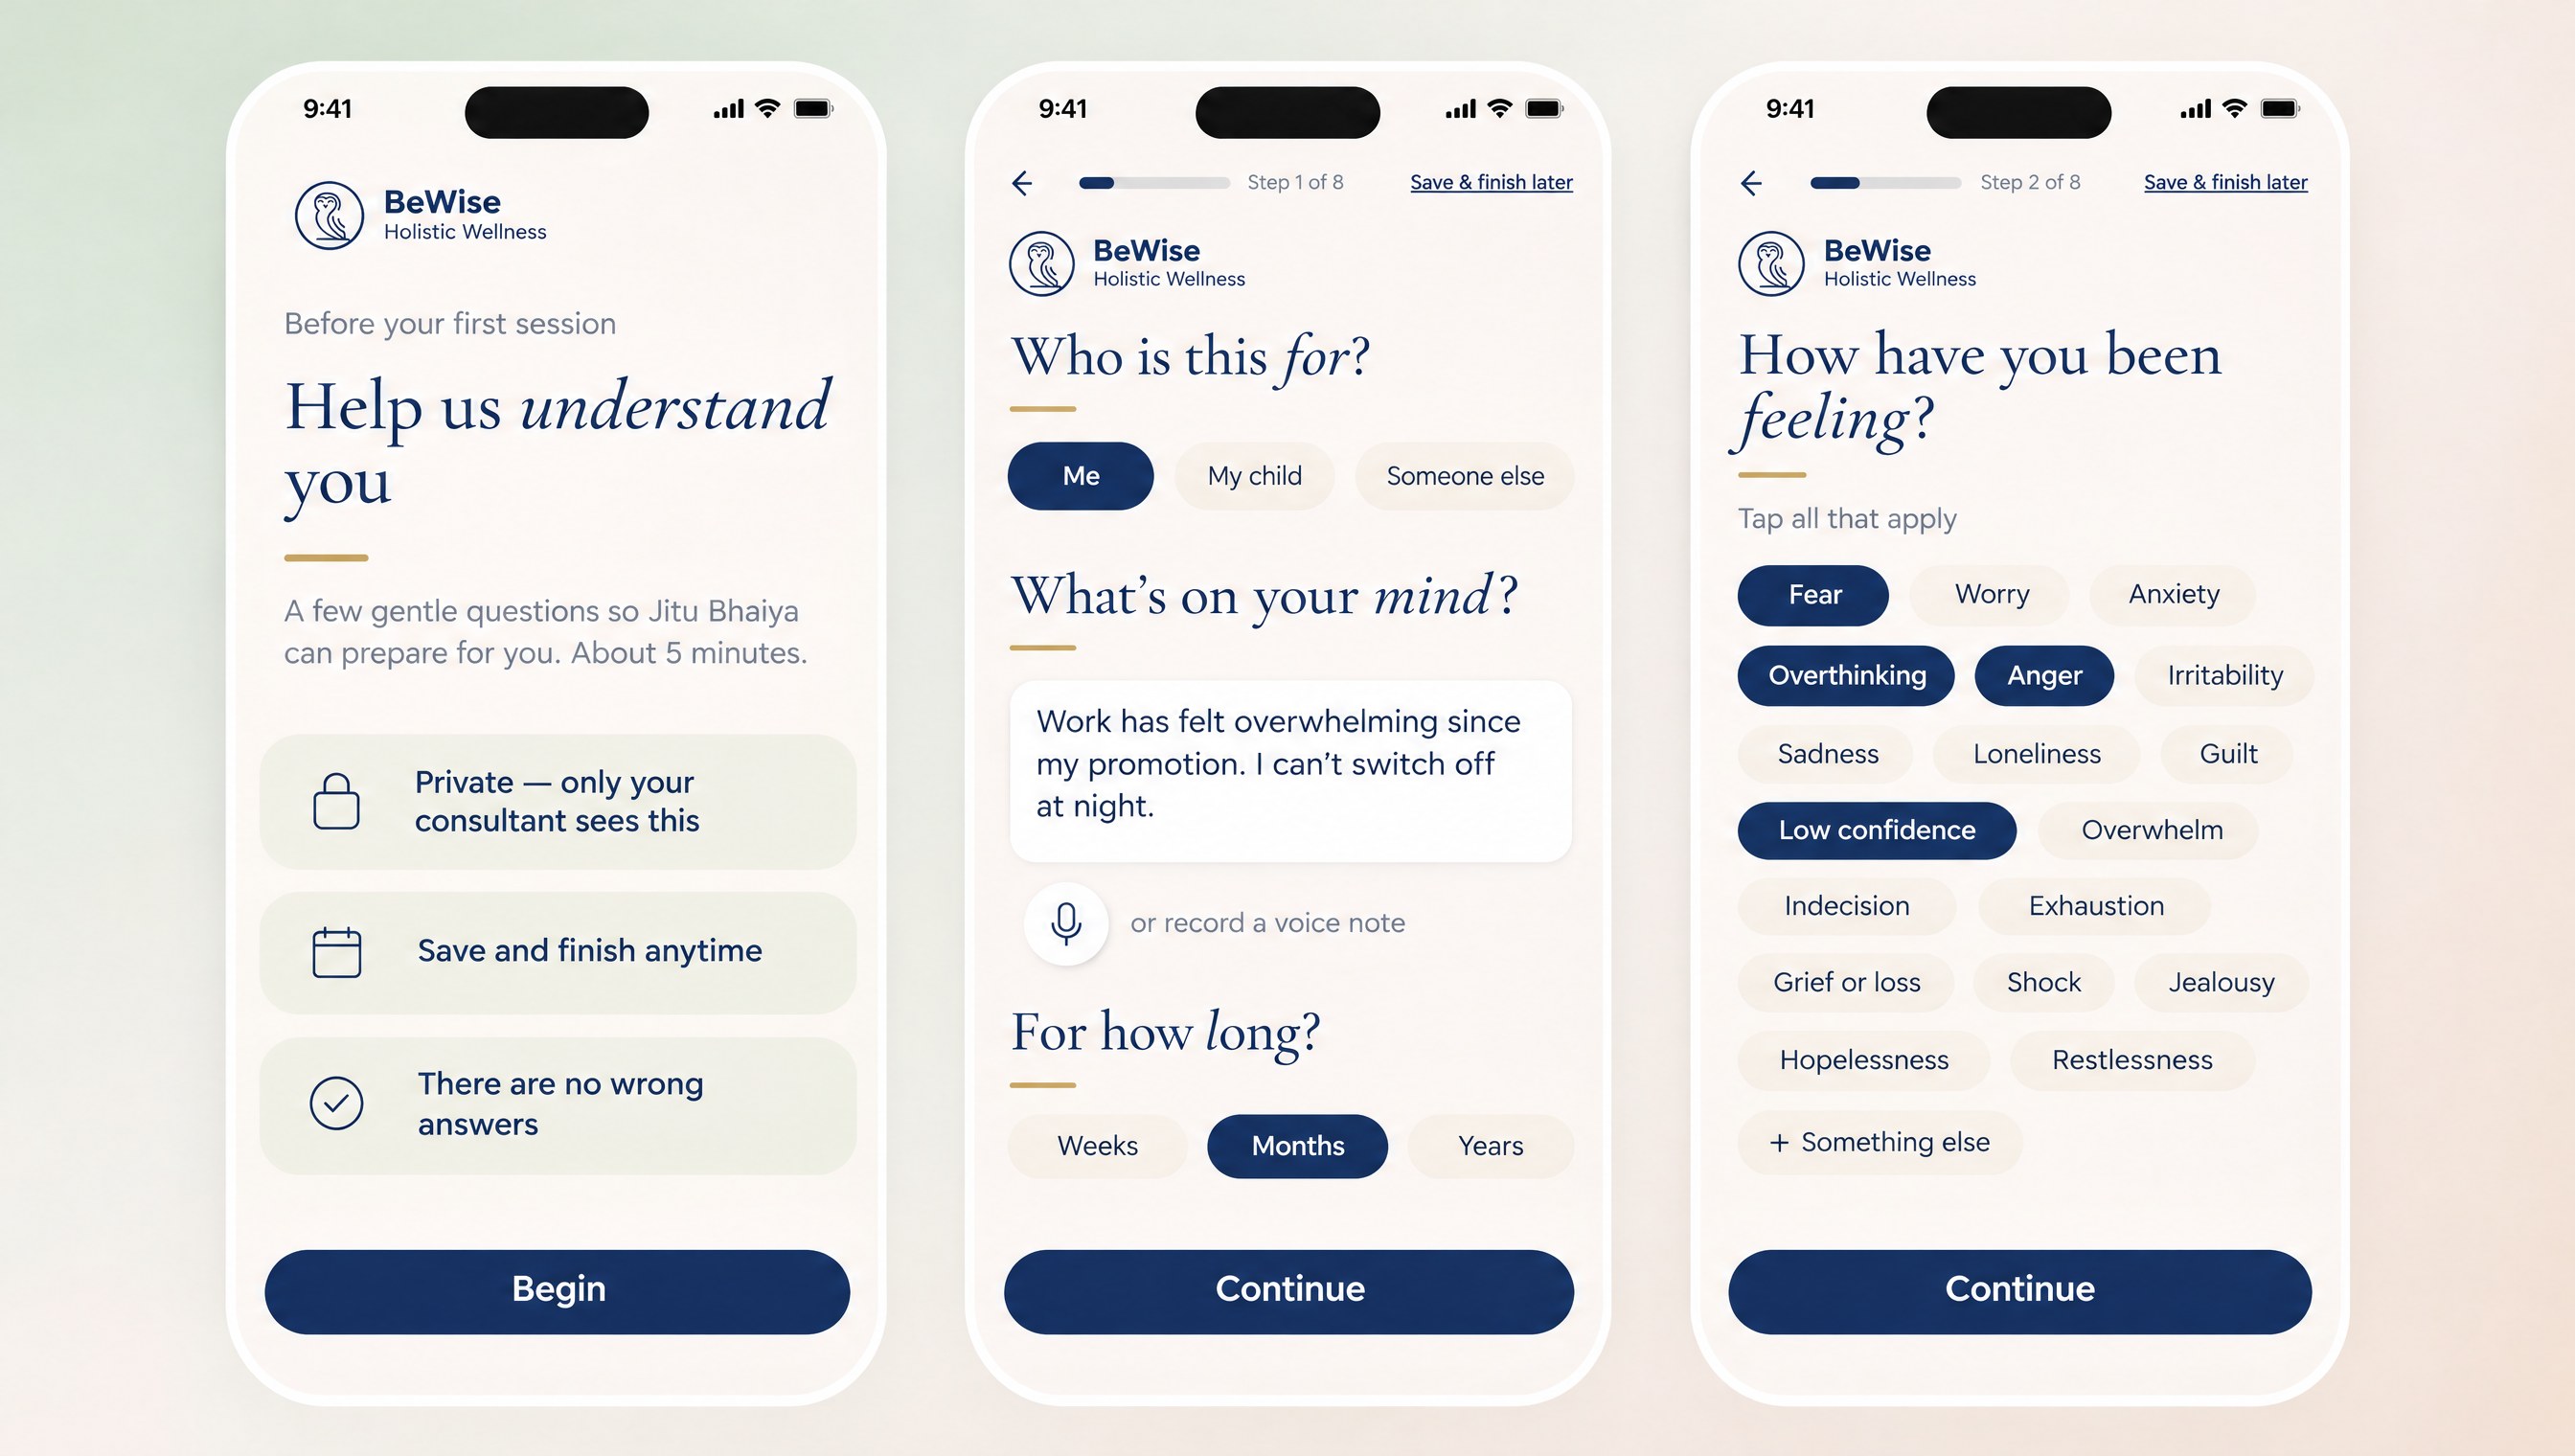 9:41
BeWise
Holistic Wellness
Before your first session
Help us understand
you
A few gentle questions so Jitu Bhaiya
can prepare for you. About 5 minutes.
Private — only your
consultant sees this
Save and finish anytime
There are no wrong
answers
Begin
9:41
Step 1 of 8
Save & finish later
BeWise
Holistic Wellness
Who is this for?
Me
My child
Someone else
What’s on your mind?
Work has felt overwhelming since
my promotion. I can’t switch off
at night.
or record a voice note
For how long?
Weeks
Months
Years
Continue
9:41
Step 2 of 8
Save & finish later
BeWise
Holistic Wellness
How have you been
feeling?
Tap all that apply
Fear
Worry
Anxiety
Overthinking
Anger
Irritability
Sadness
Loneliness
Guilt
Low confidence
Overwhelm
Indecision
Exhaustion
Grief or loss
Shock
Jealousy
Hopelessness
Restlessness
+ Something else
Continue